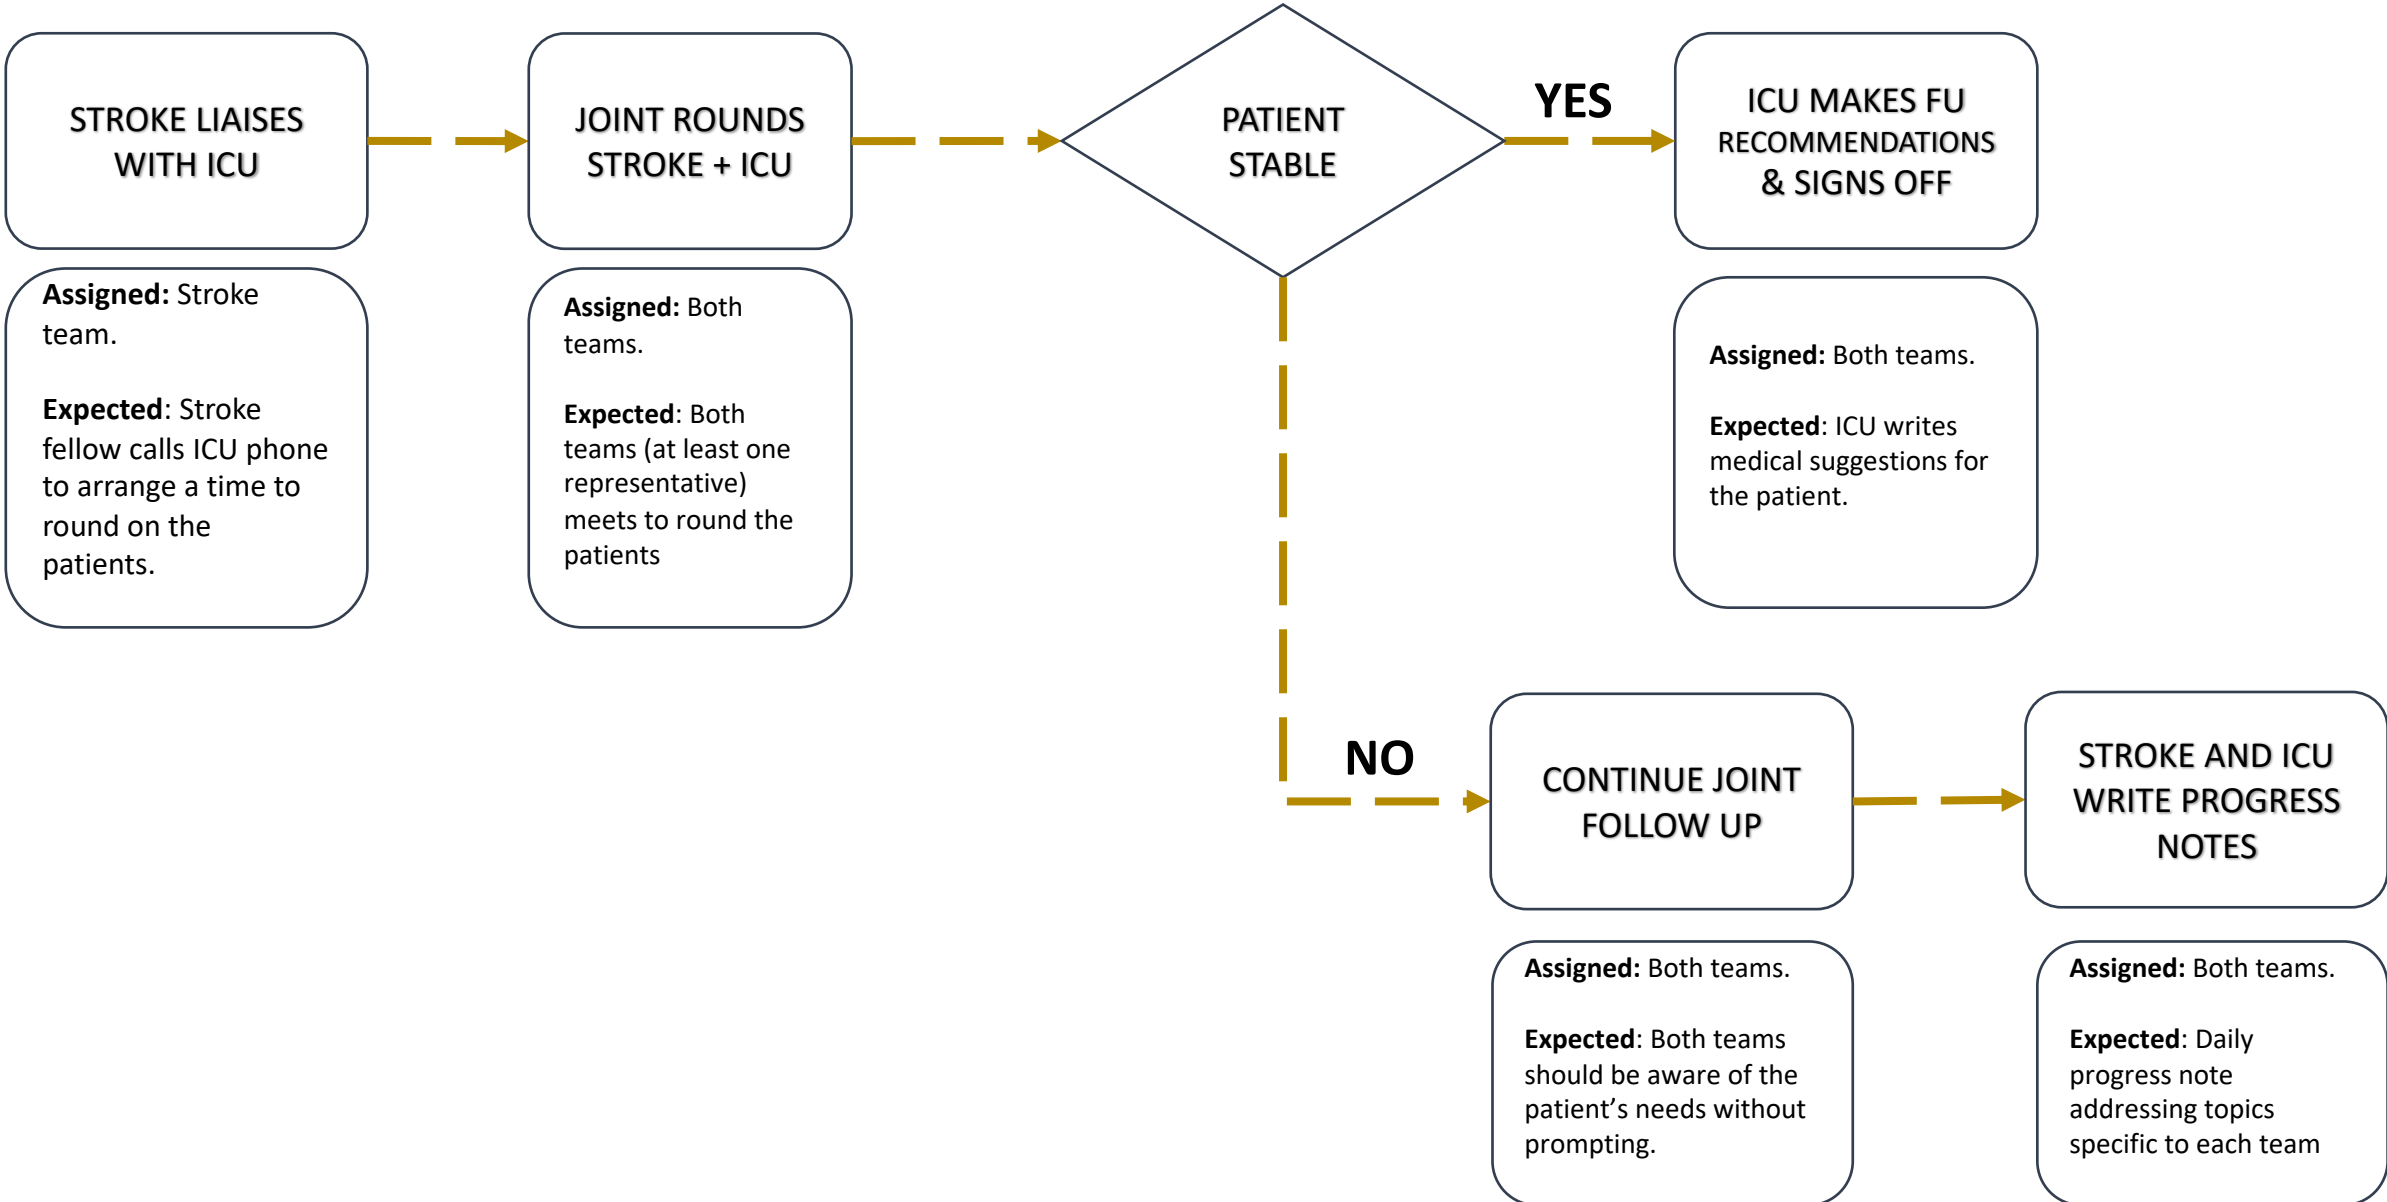 STROKE LIAISES
WITH ICU
JOINT ROUNDS
STROKE + ICU
PATIENT
STABLE
YES
ICU MAKES FU
RECOMMENDATIONS
& SIGNS OFF
Assigned: Stroke
team.
Expected: Stroke
fellow calls ICU phone
to arrange a time to
round on the
patients.
Assigned: Both
teams.
Expected: Both
teams (at least one
representative)
meets to round the
patients
Assigned: Both teams.
Expected: ICU writes
medical suggestions for
the patient.
NO
CONTINUE JOINT
FOLLOW UP
STROKE AND ICU
WRITE PROGRESS
NOTES
Assigned: Both teams.
Expected: Both teams
should be aware of the
patient’s needs without
prompting.
Assigned: Both teams.
Expected: Daily
progress note
addressing topics
specific to each team